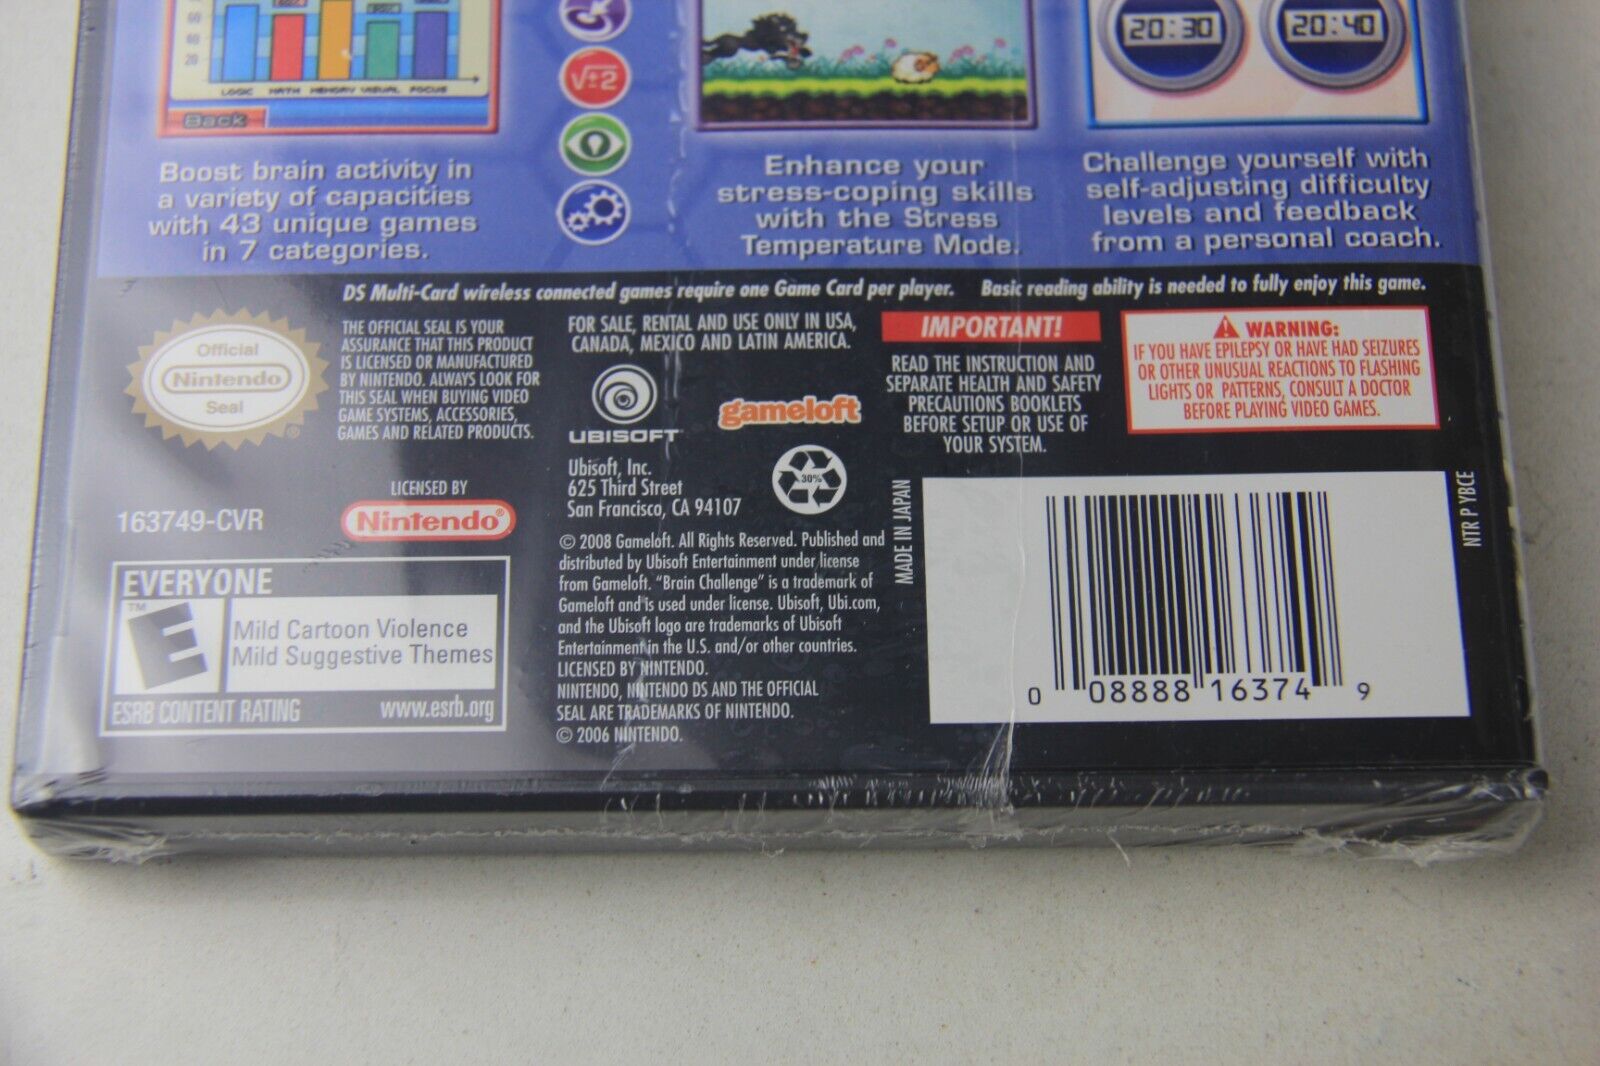 60
40
20
LOGIC MATH MEMORY VISUAL FOCUS
Back
√±2
20:30
20:40
Boost brain activity in
a variety of capacities
with 43 unique games
in 7 categories.
Enhance your
stress-coping skills
with the Stress
Temperature Mode.
Challenge yourself with
self-adjusting difficulty
levels and feedback
from a personal coach.
DS Multi-Card wireless connected games require one Game Card per player. Basic reading ability is needed to fully enjoy this game.
Official
Nintendo
Seal
®
THE OFFICIAL SEAL IS YOUR
ASSURANCE THAT THIS PRODUCT
IS LICENSED OR MANUFACTURED
BY NINTENDO. ALWAYS LOOK FOR
THIS SEAL WHEN BUYING VIDEO
GAME SYSTEMS, ACCESSORIES,
GAMES AND RELATED PRODUCTS.
FOR SALE, RENTAL AND USE ONLY IN USA,
CANADA, MEXICO AND LATIN AMERICA.
UBISOFT
gameloft
IMPORTANT!
READ THE INSTRUCTION AND
SEPARATE HEALTH AND SAFETY
PRECAUTIONS BOOKLETS
BEFORE SETUP OR USE OF
YOUR SYSTEM.
WARNING:
IF YOU HAVE EPILEPSY OR HAVE HAD SEIZURES
OR OTHER UNUSUAL REACTIONS TO FLASHING
LIGHTS OR PATTERNS, CONSULT A DOCTOR
BEFORE PLAYING VIDEO GAMES.
LICENSED BY
Nintendo®
163749-CVR
Ubisoft, Inc.
625 Third Street
San Francisco, CA 94107
30%
© 2008 Gameloft. All Rights Reserved. Published and
distributed by Ubisoft Entertainment under license
from Gameloft. "Brain Challenge" is a trademark of
Gameloft and is used under license. Ubisoft, Ubi.com,
and the Ubisoft logo are trademarks of Ubisoft
Entertainment in the U.S. and/or other countries.
LICENSED BY NINTENDO.
NINTENDO, NINTENDO DS AND THE OFFICIAL
SEAL ARE TRADEMARKS OF NINTENDO.
© 2006 NINTENDO.
EVERYONE
TM
E
Mild Cartoon Violence
Mild Suggestive Themes
ESRB CONTENT RATING www.esrb.org
MADE IN JAPAN
NTR P YBCE
0 08888 16374 9